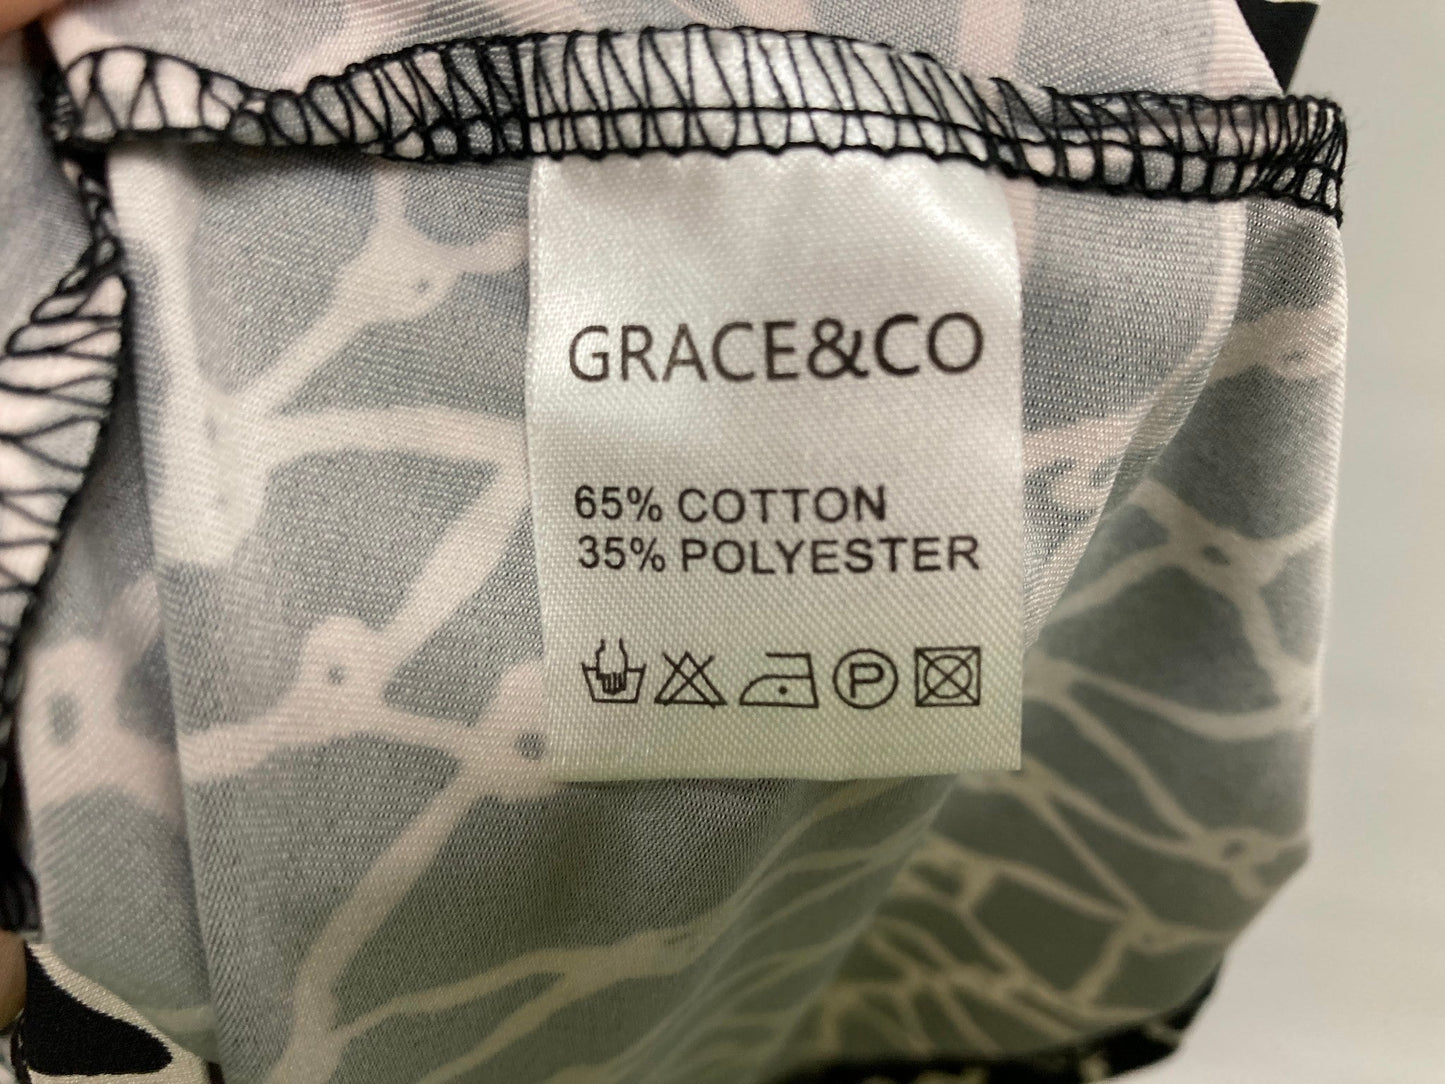 GRACE&CO
65% COTTON
35% POLYESTER
P